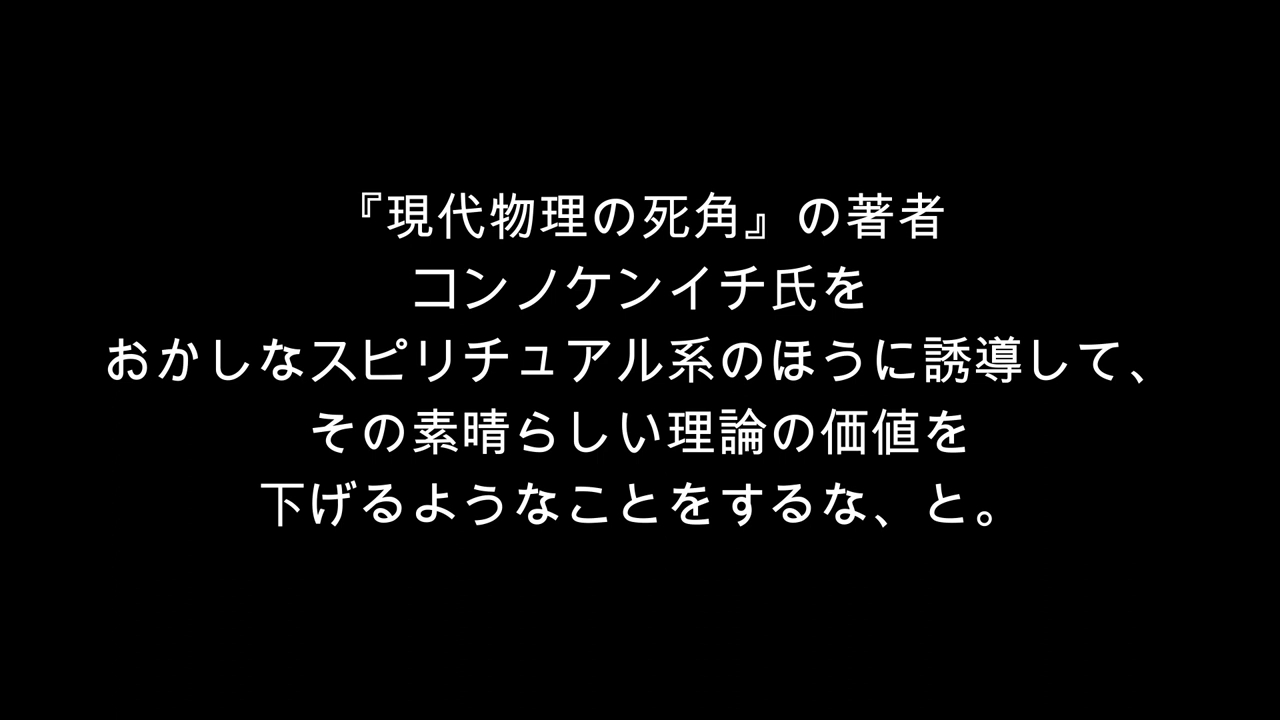 『現代物理の死角』の著者
コンノケンイチ氏を
おかしなスピリチュアル系のほうに誘導して、
その素晴らしい理論の価値を
下げるようなことをするな、と。